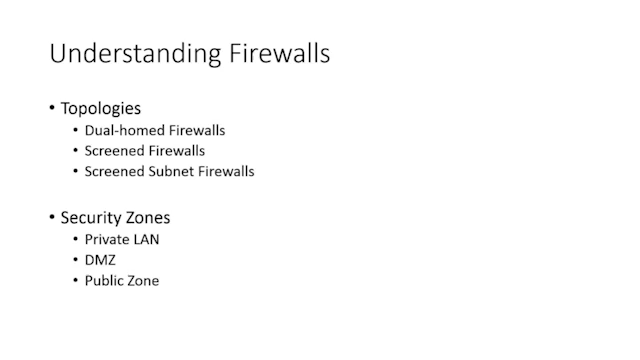 Understanding Firewalls
• Topologies
• Dual-homed Firewalls
• Screened Firewalls
• Screened Subnet Firewalls
• Security Zones
• Private LAN
• DMZ
• Public Zone